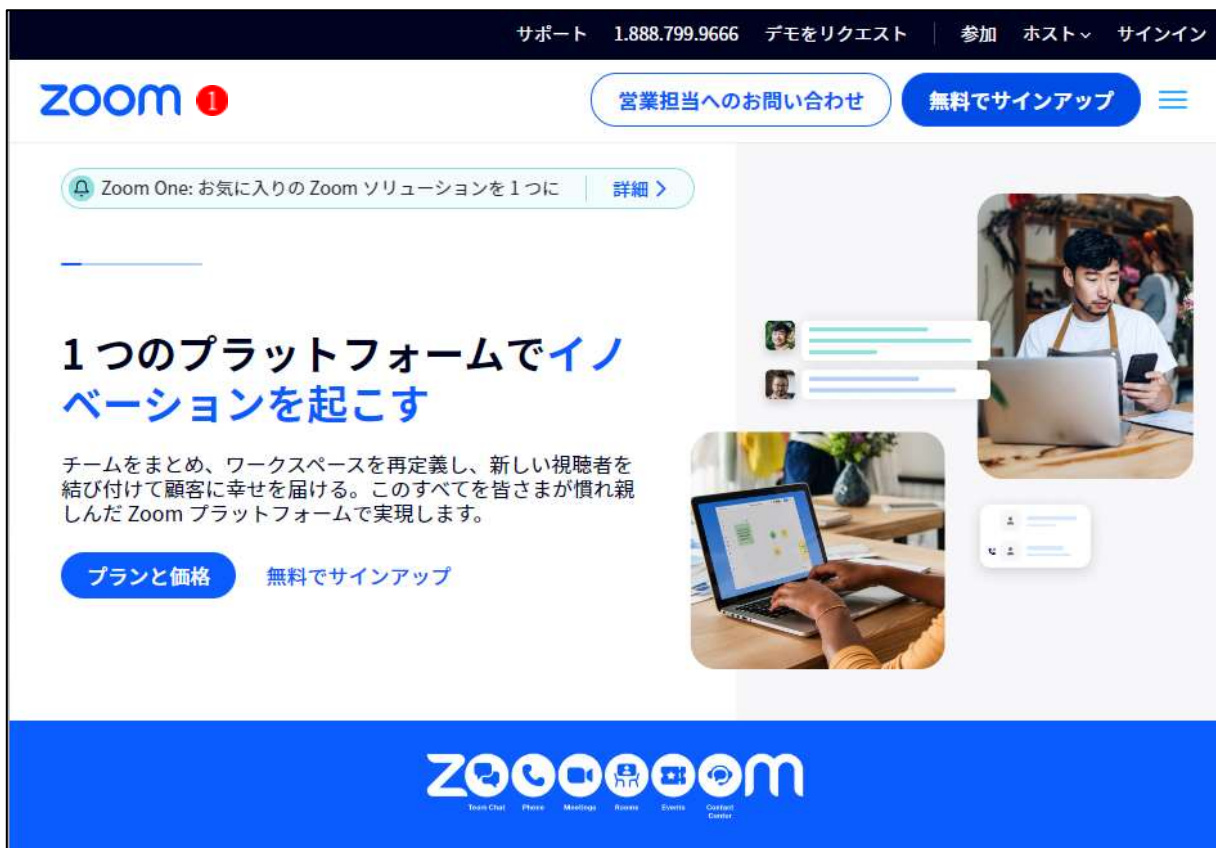 サポート 1.888.799.9666 デモをリクエスト 参加 ホスト サインイン
zoom 1 営業担当へのお問い合わせ 無料でサインアップ
Zoom One: お気に入りの Zoom ソリューションを 1 つに 詳細
1 つのプラットフォームでイノ
ベーションを起こす
チームをまとめ、ワークスペースを再定義し、新しい視聴者を
結び付けて顧客に幸せを届ける。このすべてを皆さまが慣れ親
しんだ Zoom プラットフォームで実現します。
プランと価格 無料でサインアップ
ZOOOOOOM
Team Chat Phone Meetings Rooms Events Contact
Center